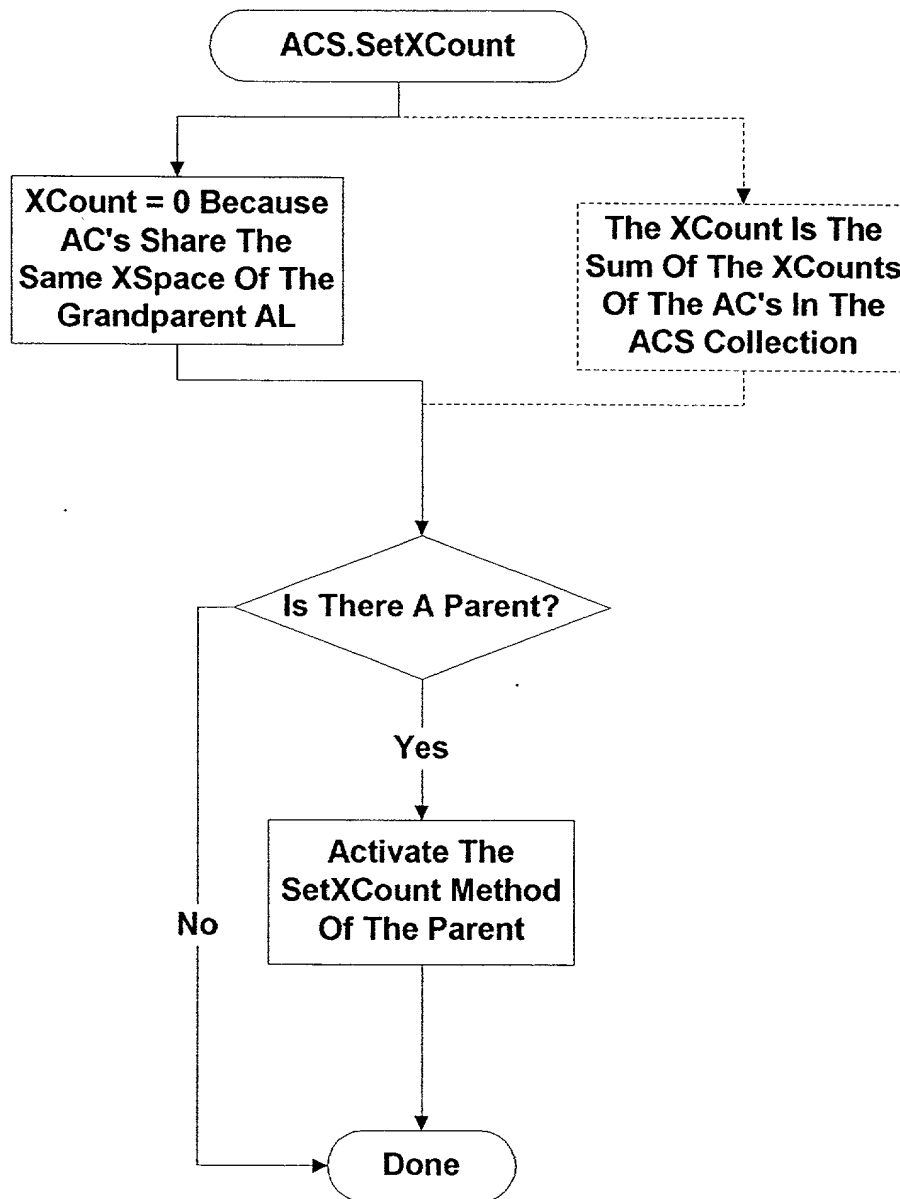 ACS.SetXCount
XCount = 0 Because
AC's Share The
Same XSpace Of The
Grandparent AL
The XCount Is The
Sum Of The XCounts
Of The AC's In The
ACS Collection
Is There A Parent?
Yes
Activate The
SetXCount Method
Of The Parent
No
Done